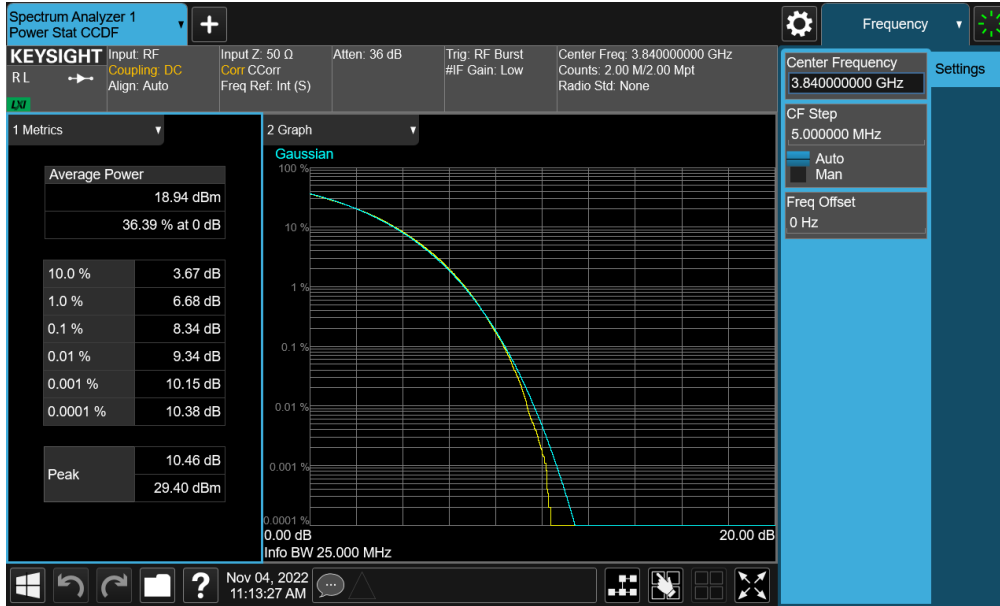 Spectrum Analyzer 1
Power Stat CCDF
+
Frequency
KEYSIGHT
RL
LXI
Input: RF
Coupling: DC
Align: Auto
Input Z: 50 Ω
Corr CCorr
Freq Ref: Int (S)
Atten: 36 dB
Trig: RF Burst
#IF Gain: Low
Center Freq: 3.840000000 GHz
Counts: 2.00 M/2.00 Mpt
Radio Std: None
Center Frequency
3.840000000 GHz
Settings
CF Step
5.000000 MHz
Auto
Man
Freq Offset
0 Hz
1 Metrics
Average Power
18.94 dBm
36.39 % at 0 dB
10.0 % 3.67 dB
1.0 % 6.68 dB
0.1 % 8.34 dB
0.01 % 9.34 dB
0.001 % 10.15 dB
0.0001 % 10.38 dB
Peak
10.46 dB
29.40 dBm
2 Graph
Gaussian
100 %
10 %
1 %
0.1 %
0.01 %
0.001 %
0.0001 %
0.00 dB 20.00 dB
Info BW 25.000 MHz
?
Nov 04, 2022
11:13:27 AM